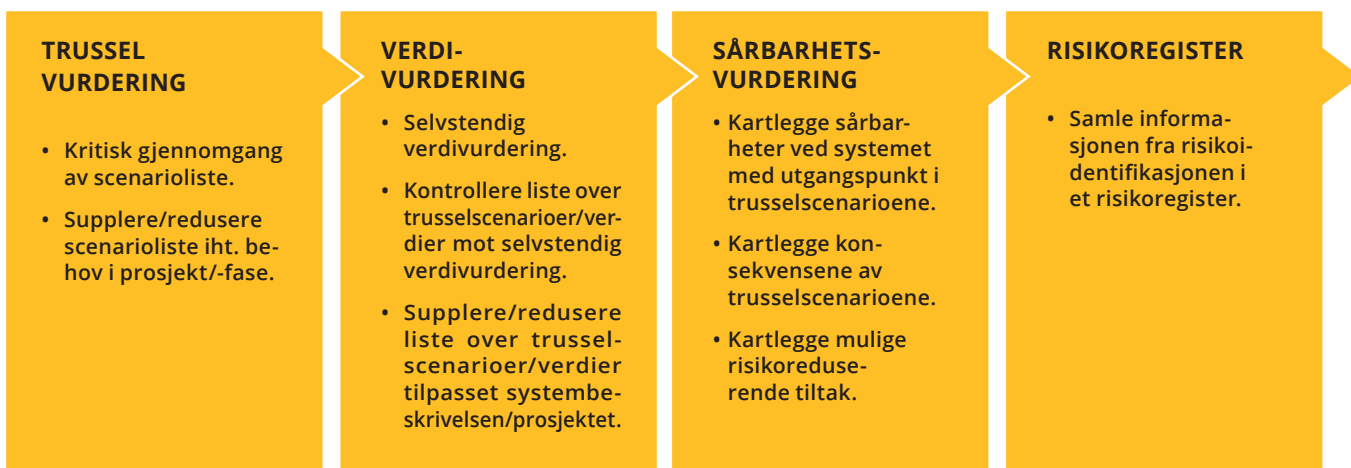 TRUSSEL
VURDERING
• Kritisk gjennomgang
av scenarioliste.
• Supplere/redusere
scenarioliste iht. be-
hov i prosjekt/-fase.
VERDI-
VURDERING
• Selvstendig
verdivurdering.
• Kontrollere liste over
trusselscenarioer/ver-
dier mot selvstendig
verdivurdering.
• Supplere/redusere
liste over trussel-
scenarioer/verdier
tilpasset systembe-
skrivelsen/prosjektet.
SÅRBARHETS-
VURDERING
• Kartlegge sårbar-
heter ved systemet
med utgangspunkt i
trusselscenarioene.
• Kartlegge kon-
sekvensene av
trusselscenarioene.
• Kartlegge mulige
risikoreduse-
rende tiltak.
RISIKOREGISTER
• Samle informa-
sjonen fra risikoi-
dentifikasjonen i
et risikoregister.